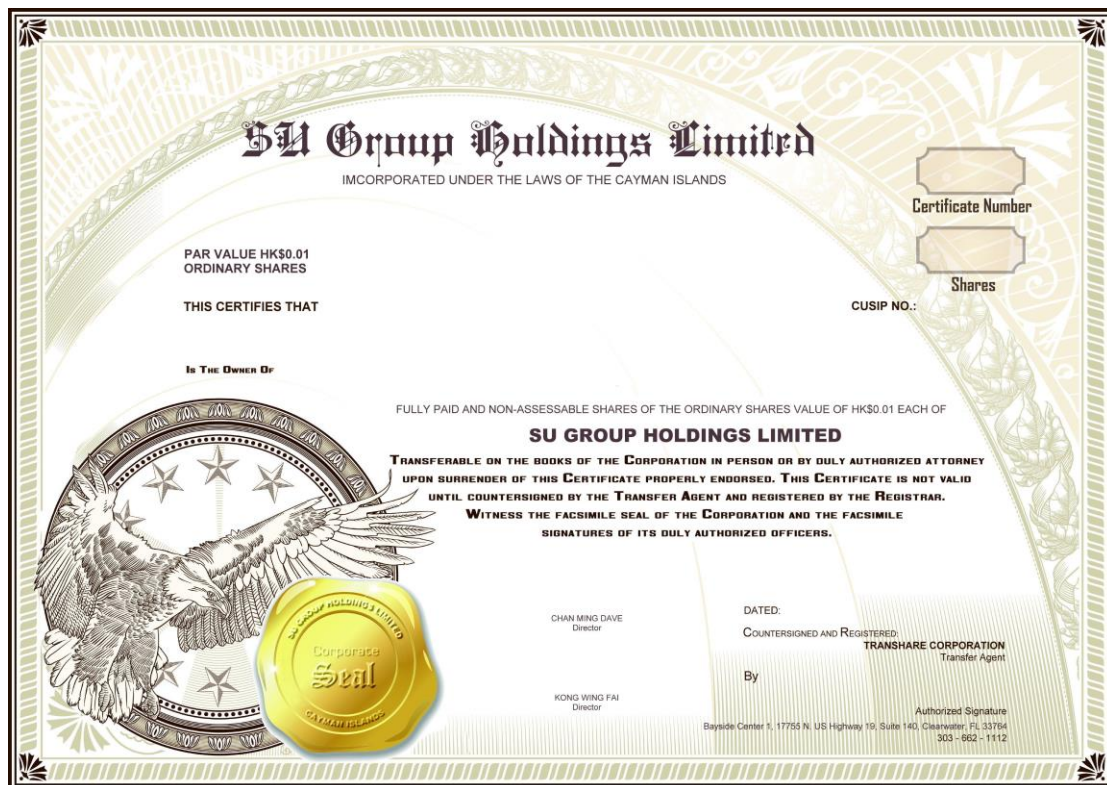 SU Group Holdings Limited
IMCORPORATED UNDER THE LAWS OF THE CAYMAN ISLANDS
Certificate Number
PAR VALUE HK$0.01
ORDINARY SHARES
Shares
THIS CERTIFIES THAT
CUSIP NO.:
IS THE OWNER OF
FULLY PAID AND NON-ASSESSABLE SHARES OF THE ORDINARY SHARES VALUE OF HK$0.01 EACH OF
SU GROUP HOLDINGS LIMITED
TRANSFERABLE ON THE BOOKS OF THE CORPORATION IN PERSON OR BY DULY AUTHORIZED ATTORNEY
UPON SURRENDER OF THIS CERTIFICATE PROPERLY ENDORSED. THIS CERTIFICATE IS NOT VALID
UNTIL COUNTERSIGNED BY THE TRANSFER AGENT AND REGISTERED BY THE REGISTRAR.
WITNESS THE FACSIMILE SEAL OF THE CORPORATION AND THE FACSIMILE
SIGNATURES OF ITS DULY AUTHORIZED OFFICERS.
SU GROUP HOLDINGS LIMITED
Corporate
Seal
CAYMAN ISLANDS
CHAN MING DAVE
Director
KONG WING FAI
Director
DATED:
COUNTERSIGNED AND REGISTERED:
TRANSHARE CORPORATION
Transfer Agent
By
Authorized Signature
Bayside Center 1, 17755 N. US Highway 19, Suite 140, Clearwater, FL 33764
303 - 662 - 1112